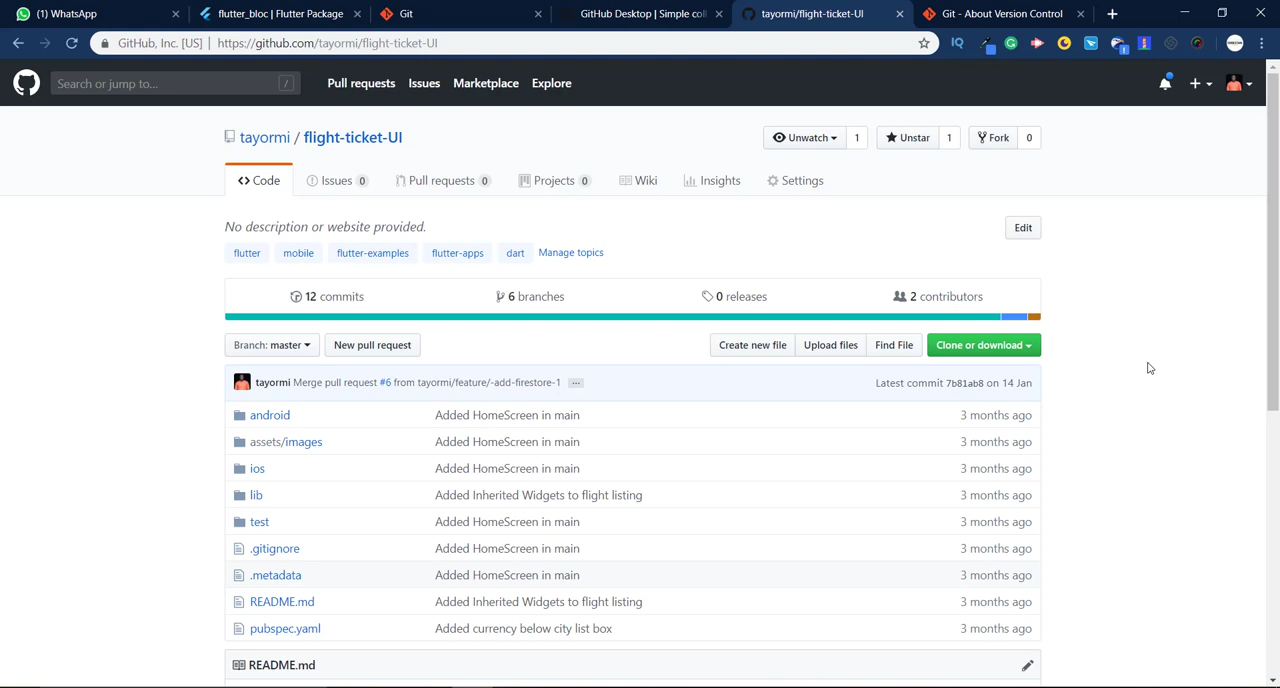 (1) WhatsApp flutter_bloc | Flutter Package Git GitHub Desktop | Simple coll tayormi/flight-ticket-UI Git - About Version Control
GitHub, Inc. [US] | https://github.com/tayormi/flight-ticket-UI IQ
Search or jump to... / Pull requests Issues Marketplace Explore
tayormi / flight-ticket-UI Unwatch 1 Unstar 1 Fork 0
Code Issues 0 Pull requests 0 Projects 0 Wiki Insights Settings
No description or website provided. Edit
flutter mobile flutter-examples flutter-apps dart Manage topics
12 commits 6 branches 0 releases 2 contributors
Branch: master New pull request Create new file Upload files Find File Clone or download
tayormi Merge pull request #6 from tayormi/feature/-add-firestore-1 ... Latest commit 7b81ab8 on 14 Jan
android Added HomeScreen in main 3 months ago
assets/images Added HomeScreen in main 3 months ago
ios Added HomeScreen in main 3 months ago
lib Added Inherited Widgets to flight listing 3 months ago
test Added HomeScreen in main 3 months ago
.gitignore Added HomeScreen in main 3 months ago
.metadata Added HomeScreen in main 3 months ago
README.md Added Inherited Widgets to flight listing 3 months ago
pubspec.yaml Added currency below city list box 3 months ago
README.md